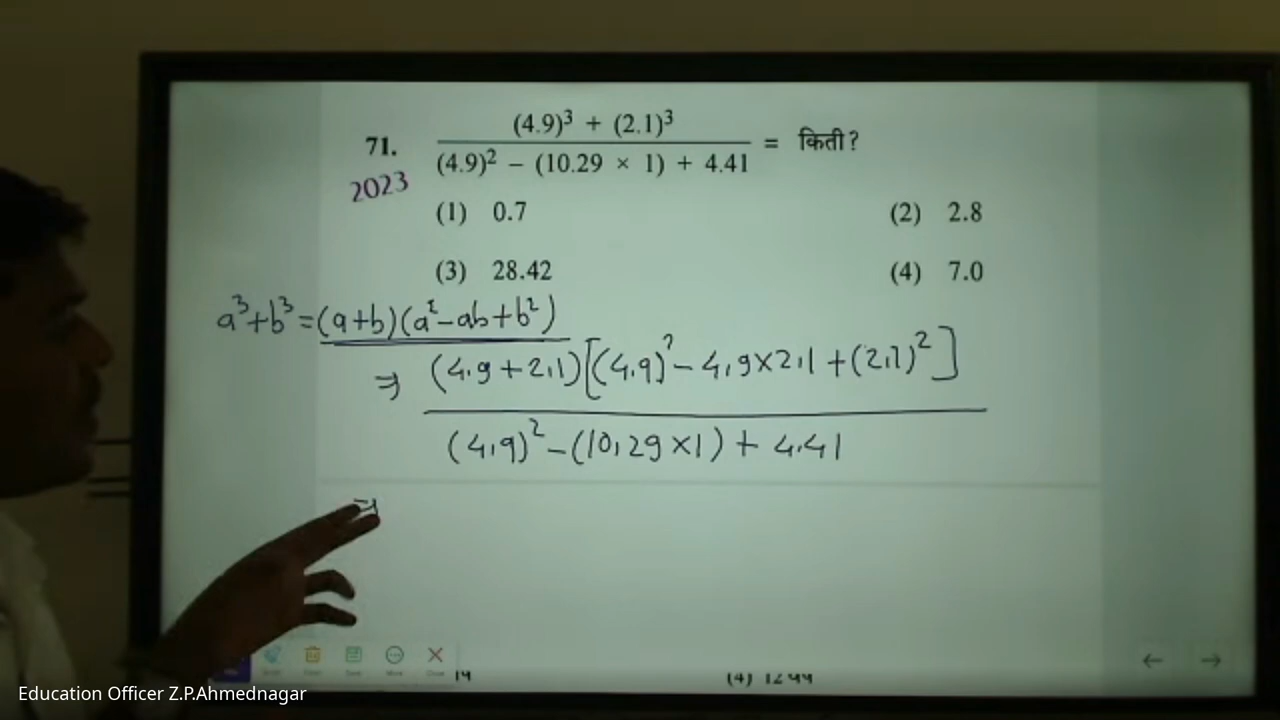 71. (4.9)³ + (2.1)³ / (4.9)² − (10.29 × 1) + 4.41 = किती?
2023
(1) 0.7 (2) 2.8
(3) 28.42 (4) 7.0
a³+b³=(a+b)(a²−ab+b²)
⇒ (4.9+2.1)[(4.9)²−4.9×2.1+(2.1)²]
(4.9)²−(10.29×1)+4.41
⇒
Education Officer Z.P.Ahmednagar